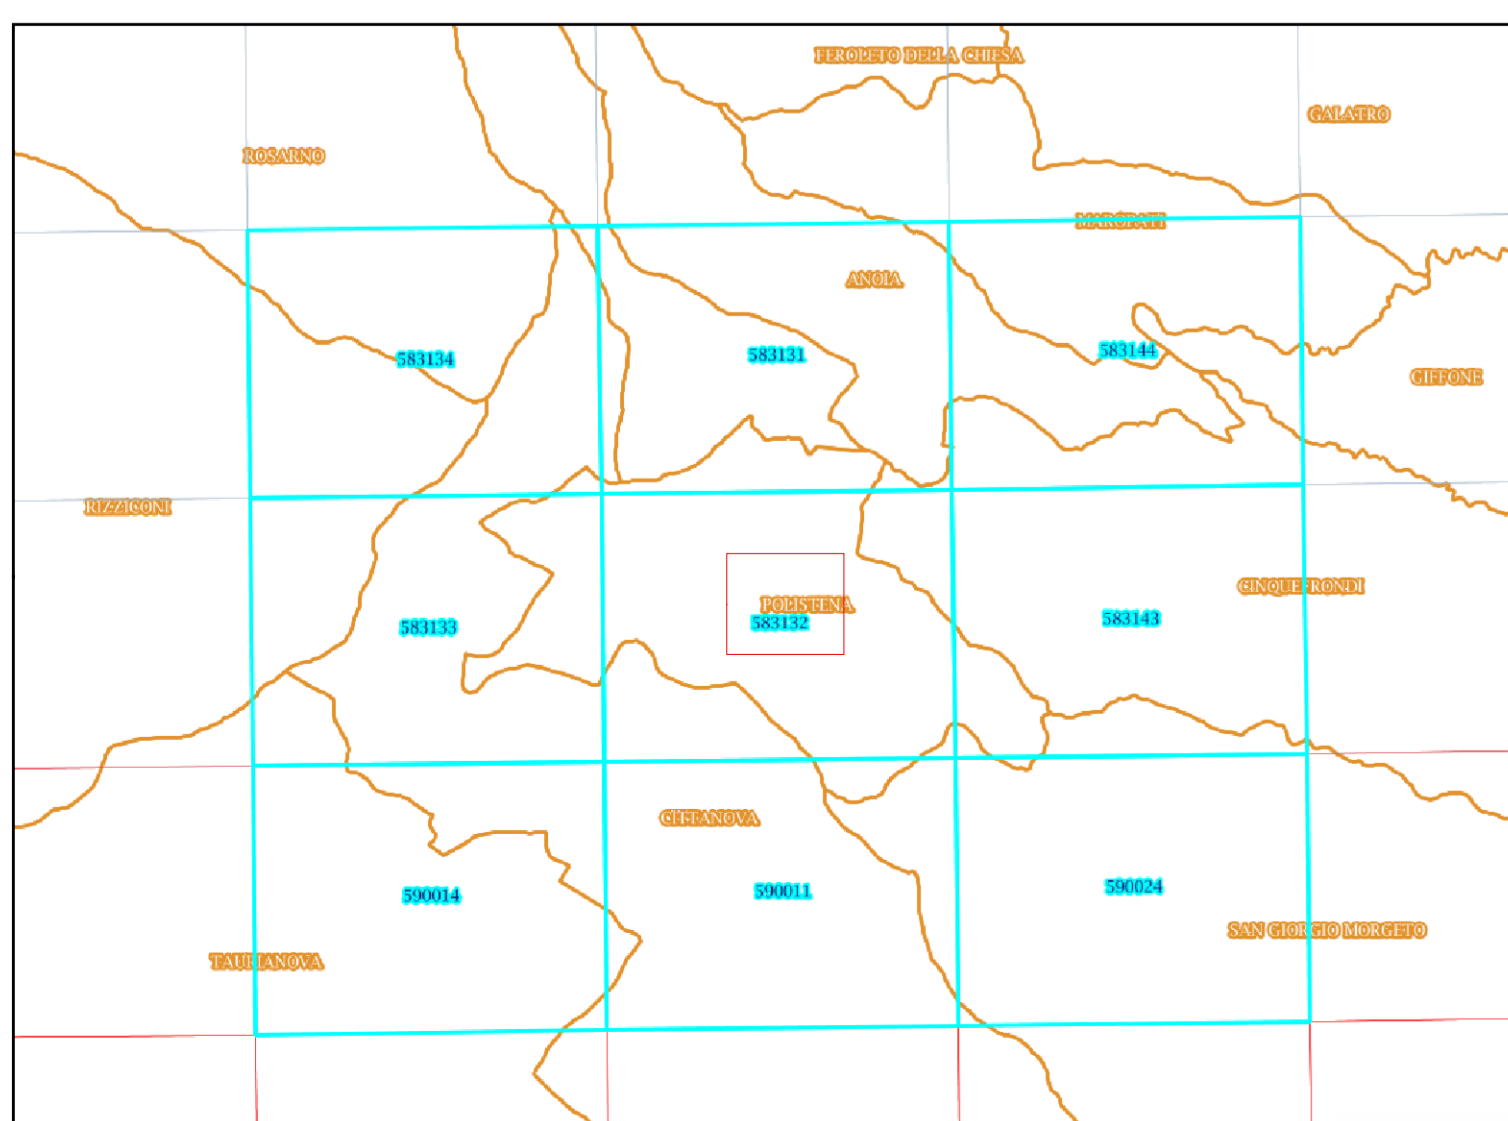 FEROLETO DELLA CHIESA
GALATRO
ROSARNO
MAROPATI
ANOIA
583134
583131
583144
GIFFONE
RIZZICONI
CINQUEFRONDI
POLISTENA
583133
583132
583143
CITTANOVA
590014
590011
590024
SAN GIORGIO MORGETO
TAURIANOVA